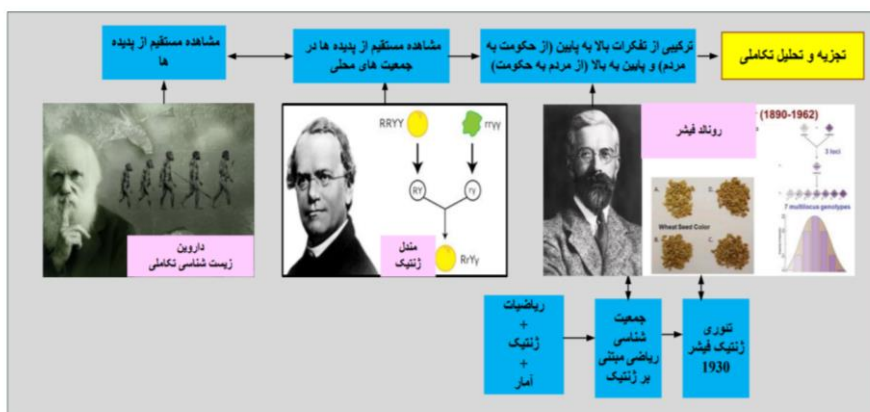 مشاهده مستقیم از پدیده
ها
مشاهده مستقیم از پدیده ها در
جمعیت های محلی
ترکیبی از تفکرات بالا به پایین (از حکومت به
مردم) و پایین به بالا (از مردم به حکومت)
تجزیه و تحلیل تکاملی
داروین
زیست شناسی تکاملی
RRYY
rryy
RY
ry
RrYy
مندل
ژنتیک
رونالد فیشر
(1890-1962)
3 loci
7 multilocus genotypes
A.
D.
Wheat Seed Color
B.
C.
ریاضیات
+
ژنتیک
+
آمار
جمعیت
شناسی
ریاضی مبتنی
بر ژنتیک
تئوری
ژنتیک فیشر
1930